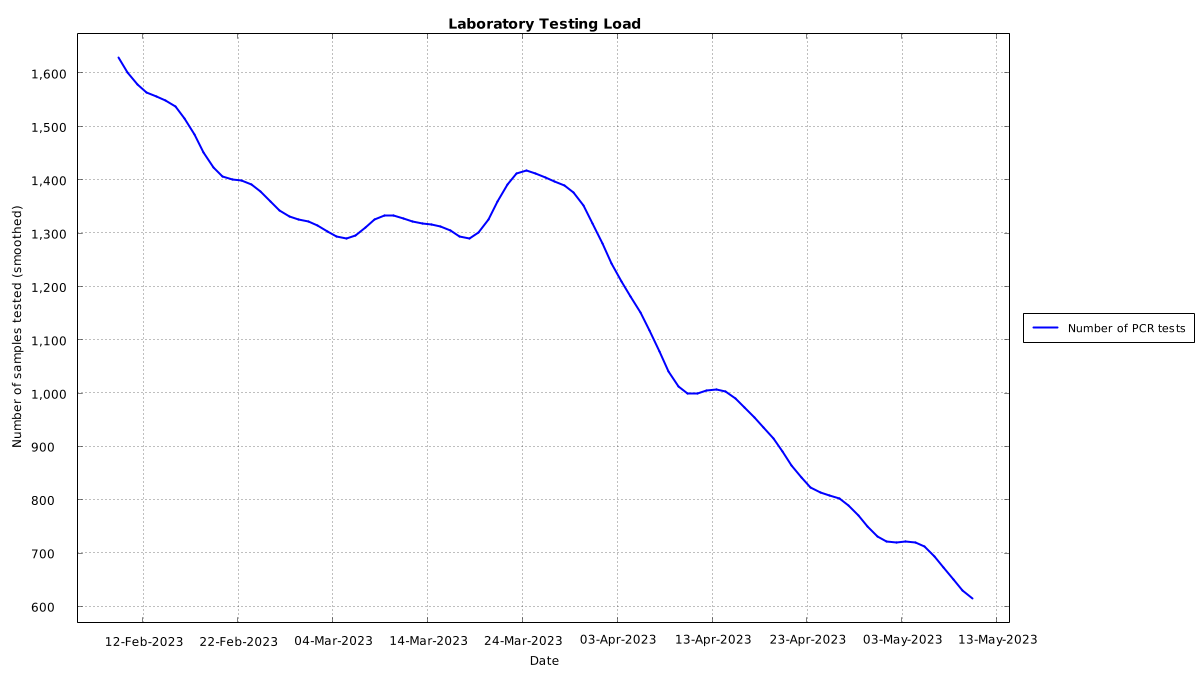 Laboratory Testing Load
Number of samples tested (smoothed)
1,600
1,500
1,400
1,300
1,200
1,100
1,000
900
800
700
600
12-Feb-2023
22-Feb-2023
04-Mar-2023
14-Mar-2023
24-Mar-2023
03-Apr-2023
13-Apr-2023
23-Apr-2023
03-May-2023
13-May-2023
Date
Number of PCR tests